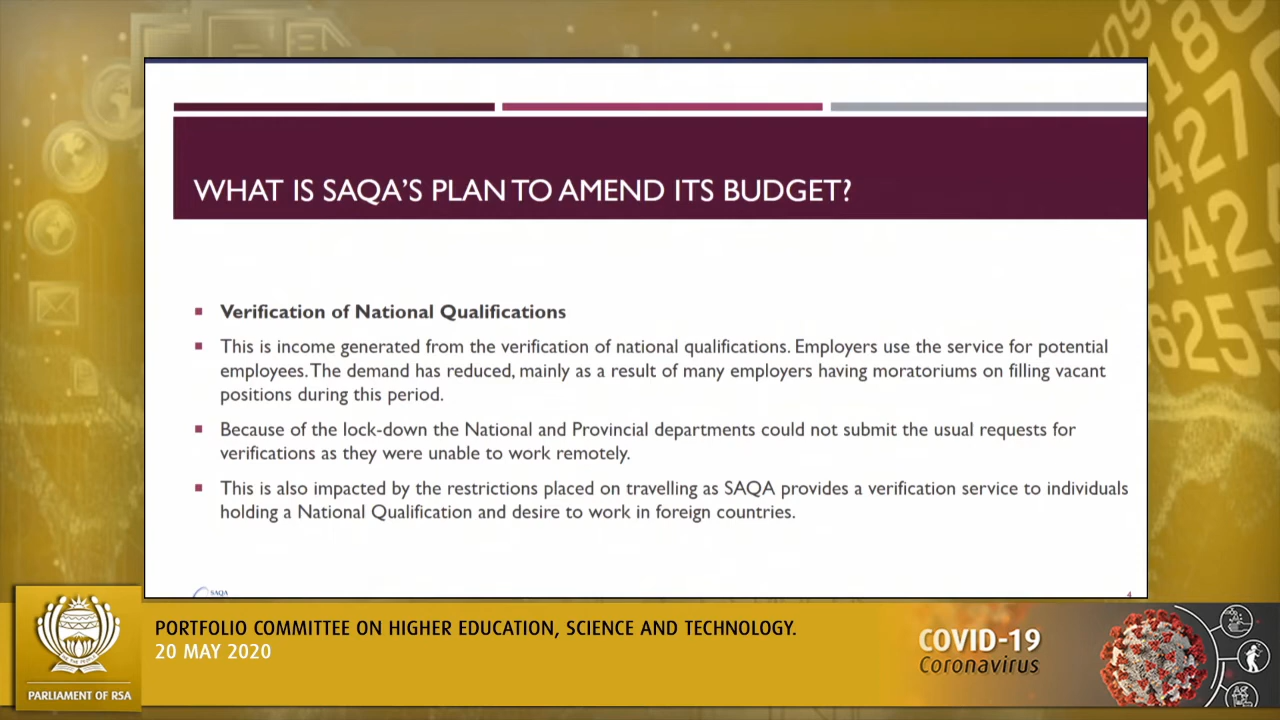 WHAT IS SAQA'S PLAN TO AMEND ITS BUDGET?
Verification of National Qualifications
This is income generated from the verification of national qualifications. Employers use the service for potential
employees. The demand has reduced, mainly as a result of many employers having moratoriums on filling vacant
positions during this period.
Because of the lock-down the National and Provincial departments could not submit the usual requests for
verifications as they were unable to work remotely.
This is also impacted by the restrictions placed on travelling as SAQA provides a verification service to individuals
holding a National Qualification and desire to work in foreign countries.
SAQA
4
PORTFOLIO COMMITTEE ON HIGHER EDUCATION, SCIENCE AND TECHNOLOGY.
20 MAY 2020
PARLIAMENT OF RSA
COVID-19
Coronavirus